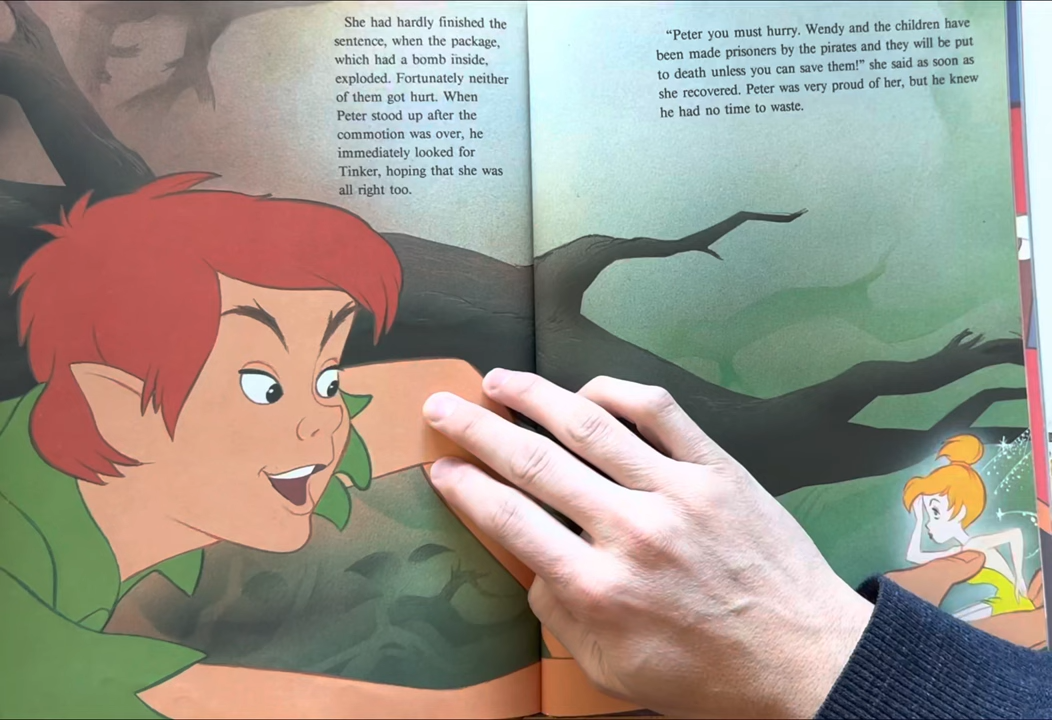 She had hardly finished the
sentence, when the package,
which had a bomb inside,
exploded. Fortunately neither
of them got hurt. When
Peter stood up after the
commotion was over, he
immediately looked for
Tinker, hoping that she was
all right too.
“Peter you must hurry. Wendy and the children have
been made prisoners by the pirates and they will be put
to death unless you can save them!” she said as soon as
she recovered. Peter was very proud of her, but he knew
he had no time to waste.